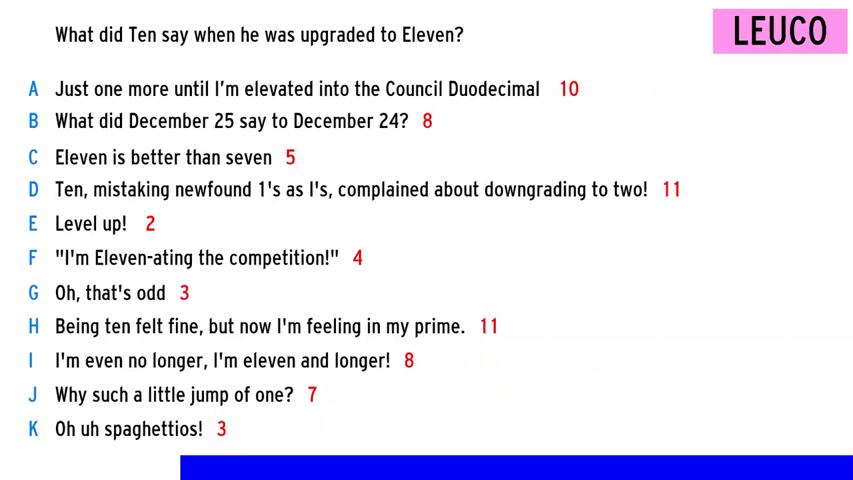 What did Ten say when he was upgraded to Eleven?
LEUCO
A Just one more until I'm elevated into the Council Duodecimal 10
B What did December 25 say to December 24? 8
C Eleven is better than seven 5
D Ten, mistaking newfound 1's as I's, complained about downgrading to two! 11
E Level up! 2
F "I'm Eleven-ating the competition!" 4
G Oh, that's odd 3
H Being ten felt fine, but now I'm feeling in my prime. 11
I I'm even no longer, I'm eleven and longer! 8
J Why such a little jump of one? 7
K Oh uh spaghettios! 3